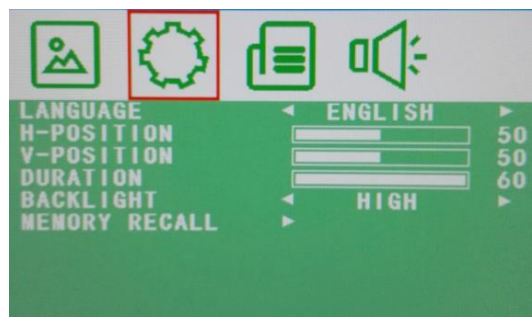 LANGUAGE ENGLISH
H-POSITION 50
V-POSITION 50
DURATION 60
BACKLIGHT HIGH
MEMORY RECALL